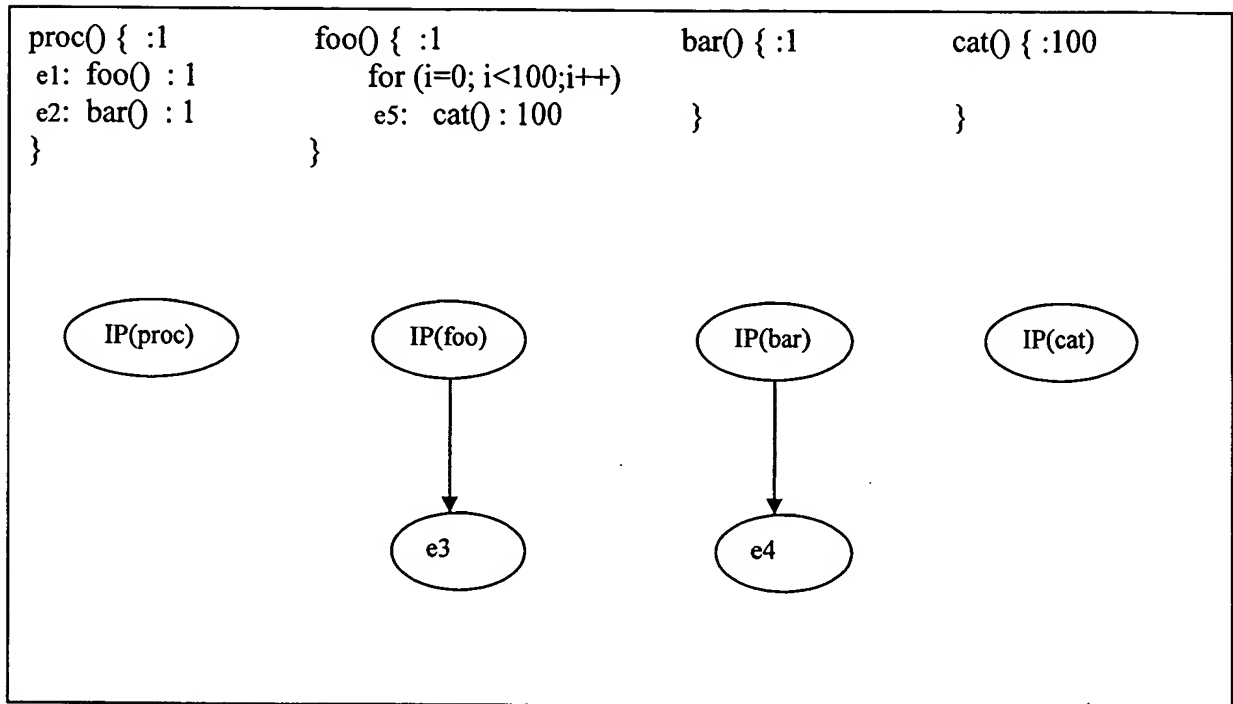 proc() { :1
e1: foo() : 1
e2: bar() : 1
}
foo() { :1
for (i=0; i<100;i++)
e5: cat() : 100
}
bar() { :1
}
cat() { :100
}
IP(proc)
IP(foo)
IP(bar)
IP(cat)
e3
e4